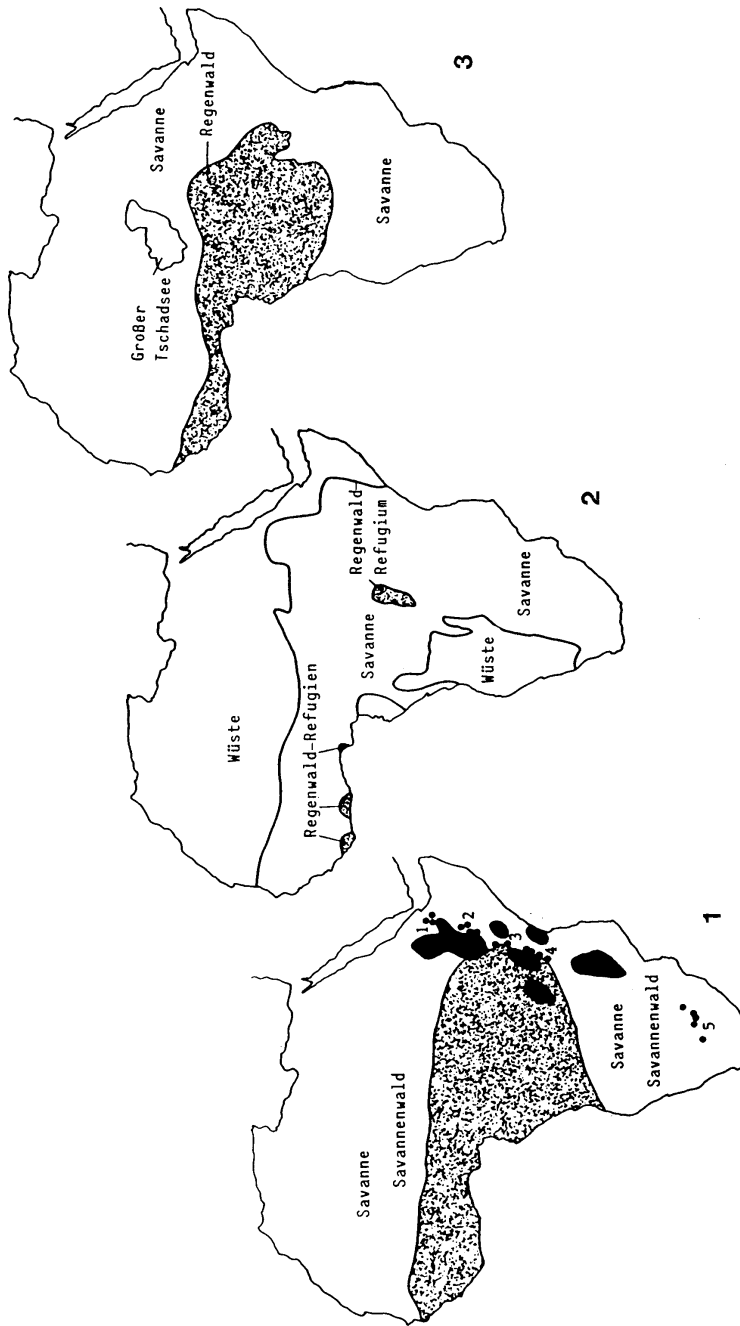 Savanne
Savannenwald
1
2
3
4
Savanne
Savannenwald
5
1
Wüste
Regenwald-Refugien
Savanne
Regenwald-
Refugium
Wüste
Savanne
2
Großer
Tschadsee
Savanne
Regenwald
Savanne
3